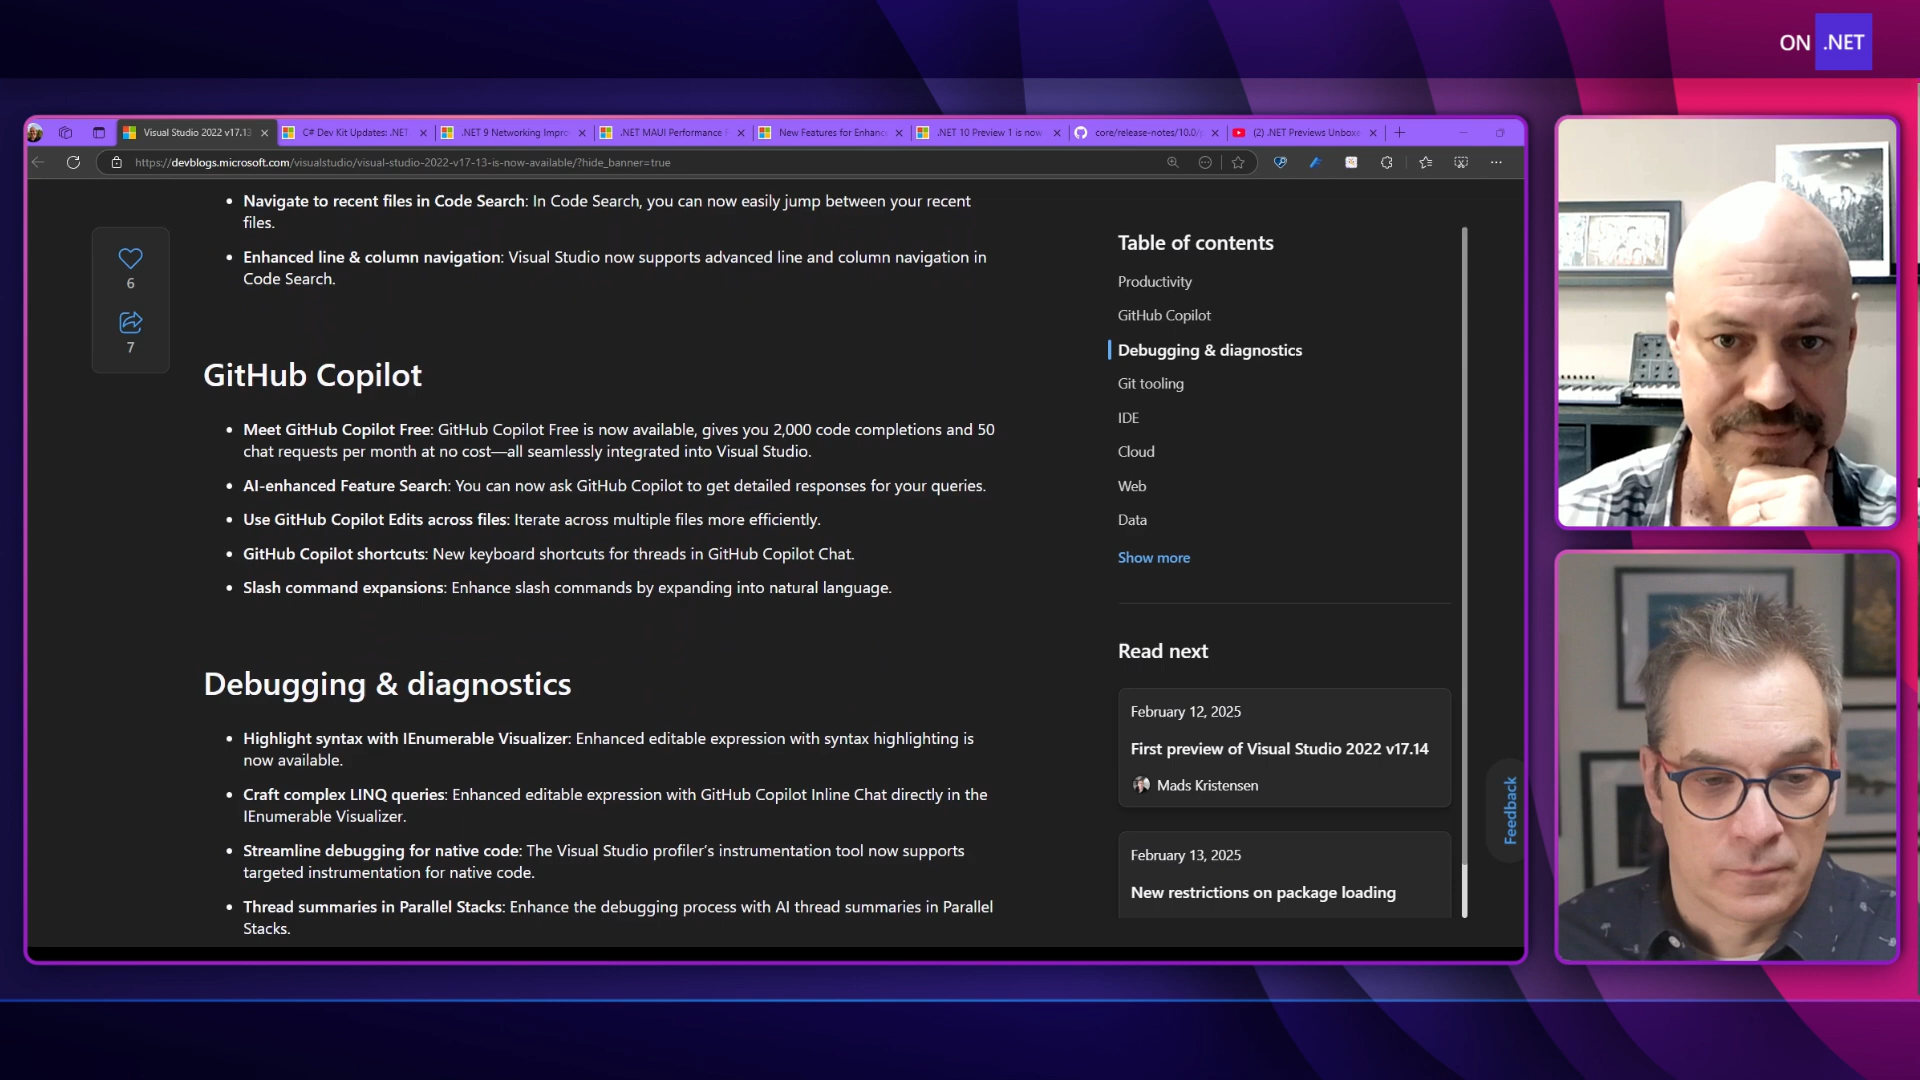 ON .NET
Visual Studio 2022 v17.13
C# Dev Kit Updates: .NET
.NET 9 Networking Impro
.NET MAUI Performance
New Features for Enhanc
.NET 10 Preview 1 is now
core/release-notes/10.0/
(2) .NET Previews Unbox
https://devblogs.microsoft.com/visualstudio/visual-studio-2022-v17-13-is-now-available/?hide_banner=true
6
7
• Navigate to recent files in Code Search: In Code Search, you can now easily jump between your recent
files.
• Enhanced line & column navigation: Visual Studio now supports advanced line and column navigation in
Code Search.
GitHub Copilot
• Meet GitHub Copilot Free: GitHub Copilot Free is now available, gives you 2,000 code completions and 50
chat requests per month at no cost—all seamlessly integrated into Visual Studio.
• AI-enhanced Feature Search: You can now ask GitHub Copilot to get detailed responses for your queries.
• Use GitHub Copilot Edits across files: Iterate across multiple files more efficiently.
• GitHub Copilot shortcuts: New keyboard shortcuts for threads in GitHub Copilot Chat.
• Slash command expansions: Enhance slash commands by expanding into natural language.
Debugging & diagnostics
• Highlight syntax with IEnumerable Visualizer: Enhanced editable expression with syntax highlighting is
now available.
• Craft complex LINQ queries: Enhanced editable expression with GitHub Copilot Inline Chat directly in the
IEnumerable Visualizer.
• Streamline debugging for native code: The Visual Studio profiler’s instrumentation tool now supports
targeted instrumentation for native code.
• Thread summaries in Parallel Stacks: Enhance the debugging process with AI thread summaries in Parallel
Stacks.
Table of contents
Productivity
GitHub Copilot
Debugging & diagnostics
Git tooling
IDE
Cloud
Web
Data
Show more
Read next
February 12, 2025
First preview of Visual Studio 2022 v17.14
Mads Kristensen
February 13, 2025
New restrictions on package loading
Feedback